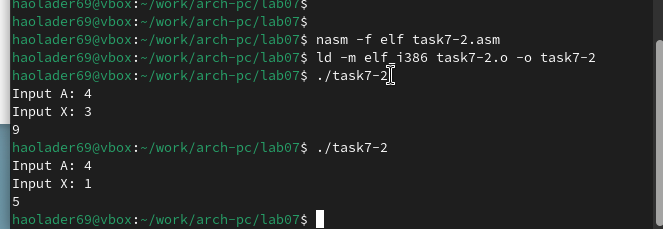 haolader69@vbox:~/work/arch-pc/lab07$
haolader69@vbox:~/work/arch-pc/lab07$
haolader69@vbox:~/work/arch-pc/lab07$ nasm -f elf task7-2.asm
haolader69@vbox:~/work/arch-pc/lab07$ ld -m elf_i386 task7-2.o -o task7-2
haolader69@vbox:~/work/arch-pc/lab07$ ./task7-2
Input A: 4
Input X: 3
9
haolader69@vbox:~/work/arch-pc/lab07$ ./task7-2
Input A: 4
Input X: 1
5
haolader69@vbox:~/work/arch-pc/lab07$